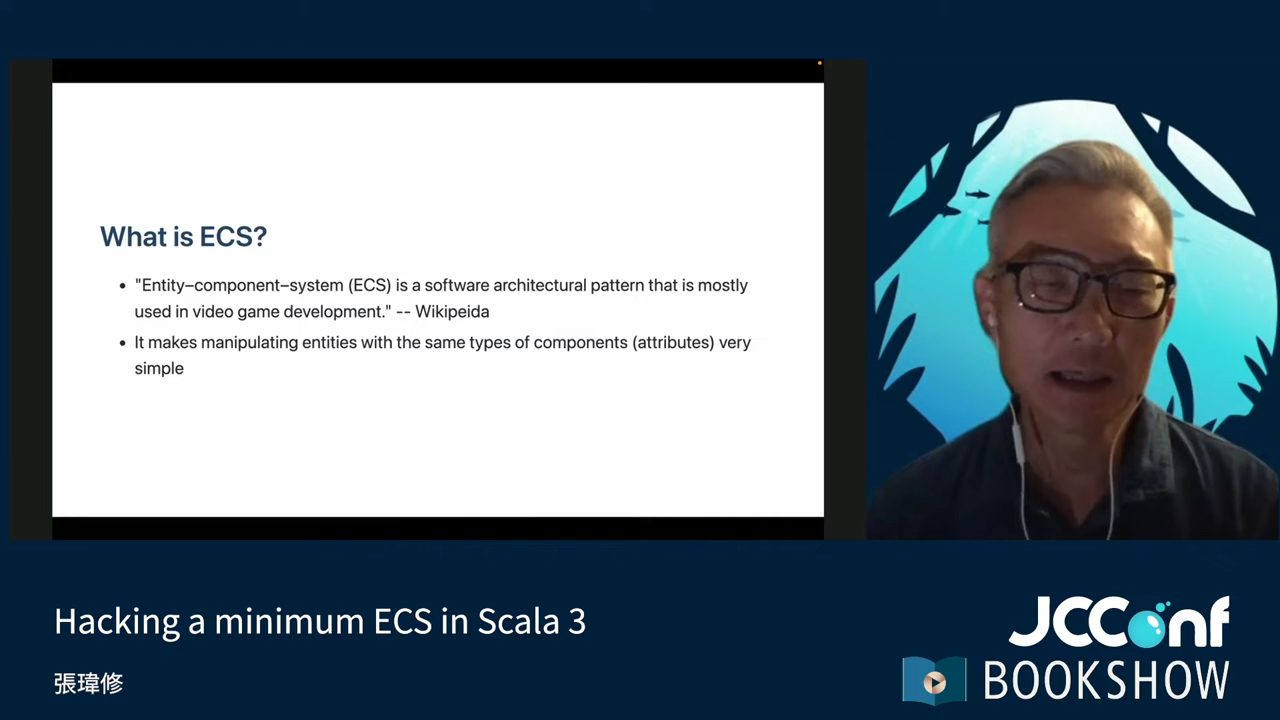 What is ECS?
• "Entity–component–system (ECS) is a software architectural pattern that is mostly
used in video game development." -- Wikipeida
• It makes manipulating entities with the same types of components (attributes) very
simple
Hacking a minimum ECS in Scala 3
張瑋修
JCConf
BOOKSHOW